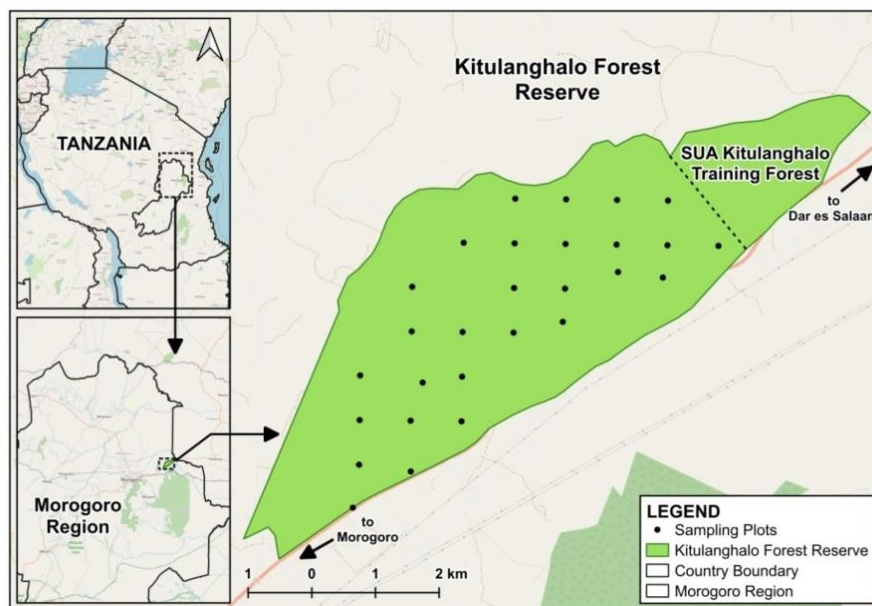 TANZANIA
Morogoro
Region
Kitulanghalo Forest
Reserve
SUA Kitulanghalo
Training Forest
to
Dar es Salaam
to
Morogoro
1 0 1 2 km
LEGEND
Sampling Plots
Kitulanghalo Forest Reserve
Country Boundary
Morogoro Region